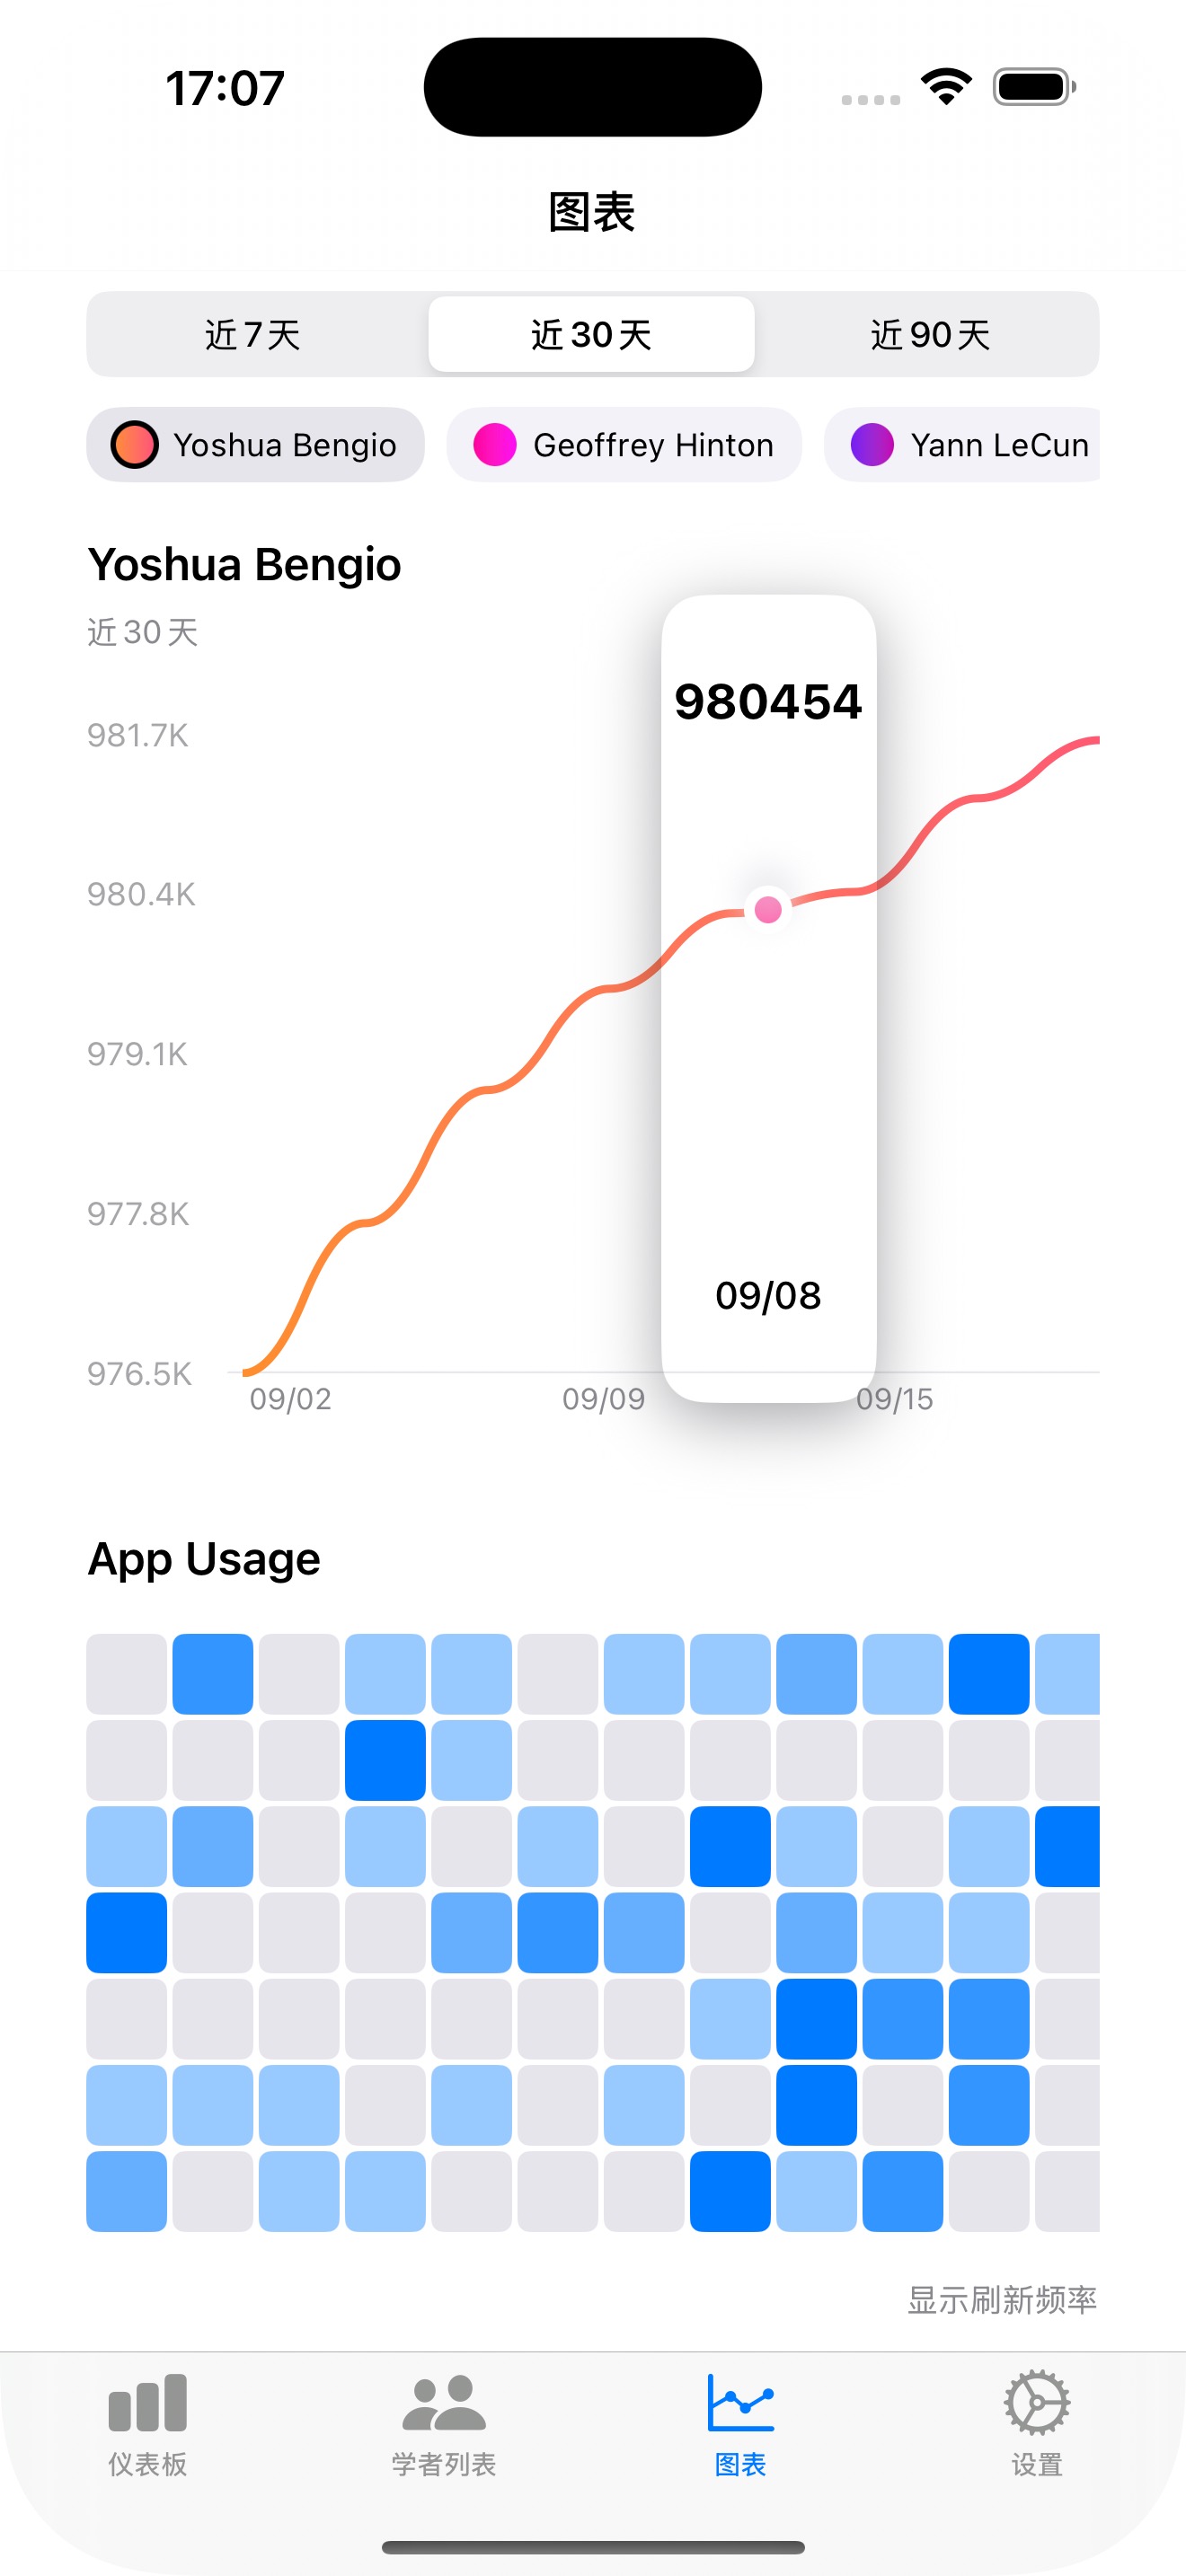 17:07
图表
近 7 天 近 30 天 近 90 天
Yoshua Bengio Geoffrey Hinton Yann LeCun
Yoshua Bengio
近 30 天
980454
981.7K
980.4K
979.1K
977.8K
09/08
976.5K
09/02 09/09 09/15
App Usage
显示刷新频率
仪表板 学者列表 图表 设置